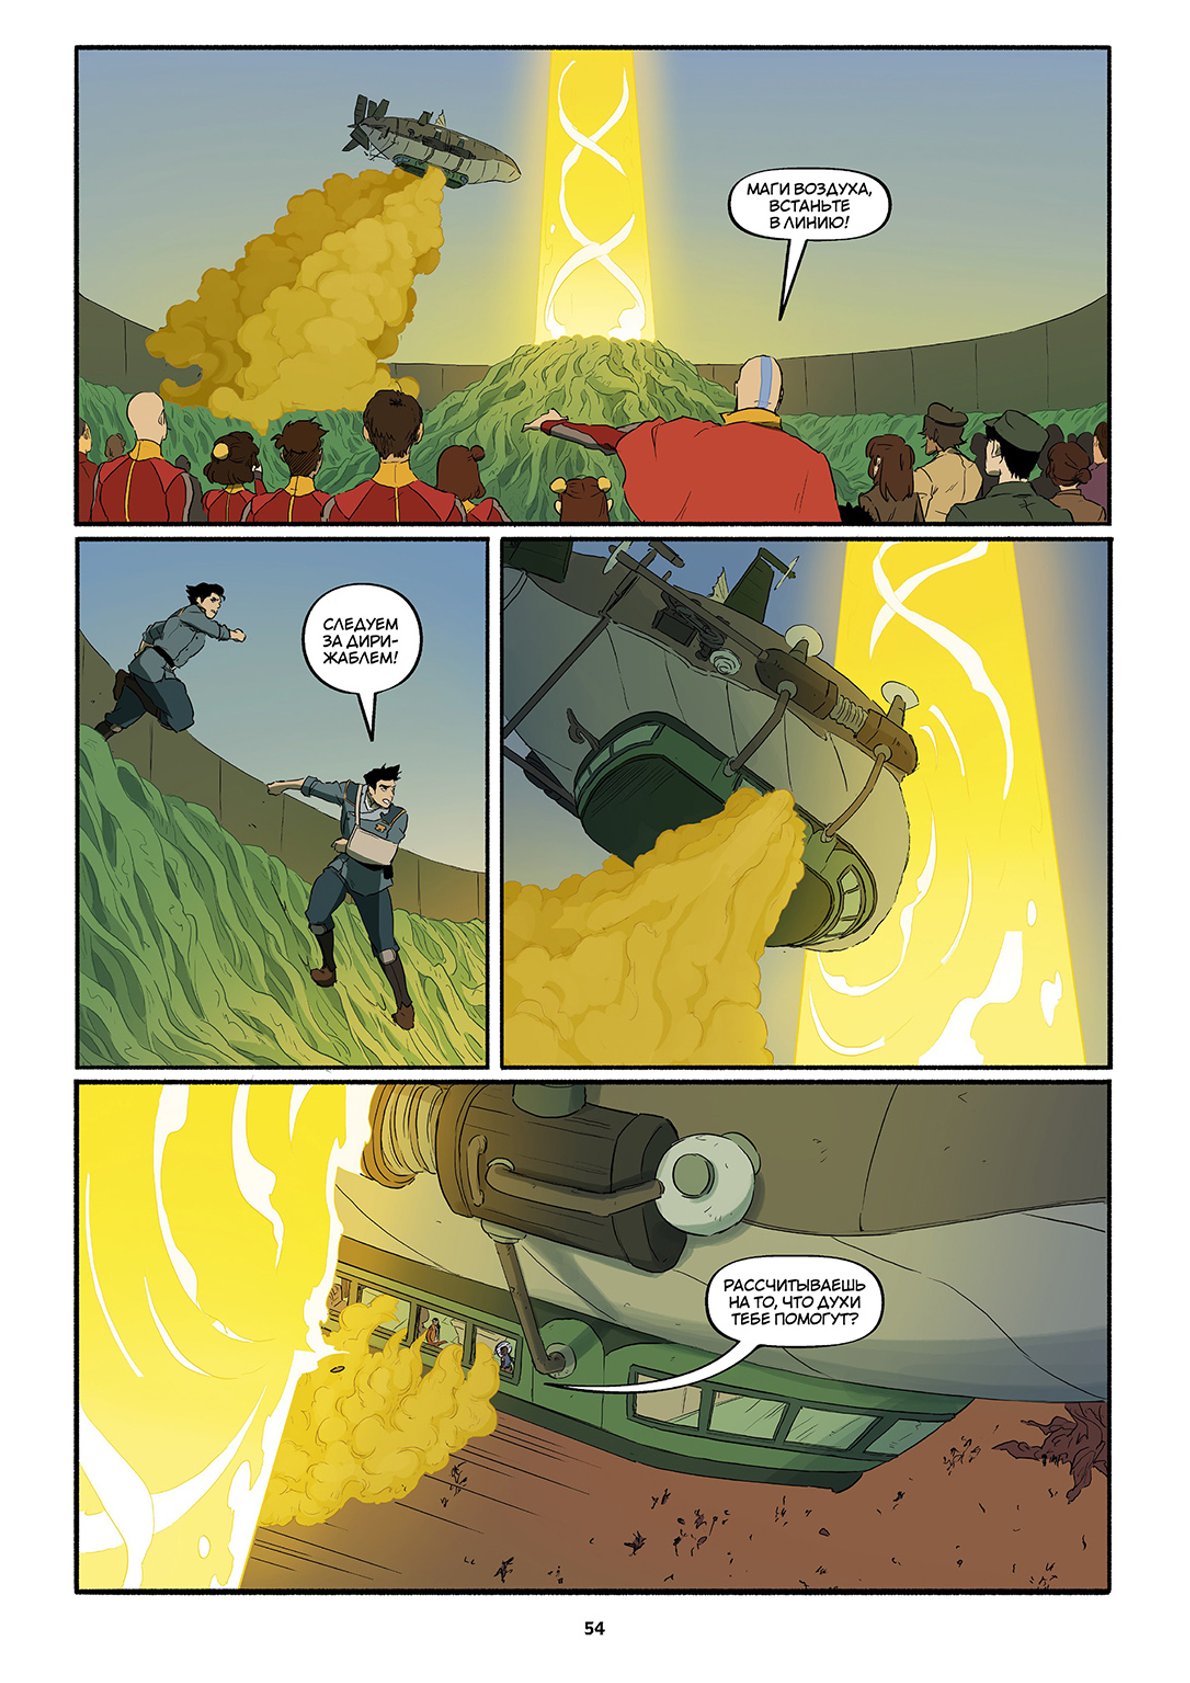 МАГИ ВОЗДУХА,
ВСТАНЬТЕ
В ЛИНИЮ!
СЛЕДУЕМ
ЗА ДИРИ-
ЖАБЛЕМ!
РАССЧИТЫВАЕШЬ
НА ТО, ЧТО ДУХИ
ТЕБЕ ПОМОГУТ?
54